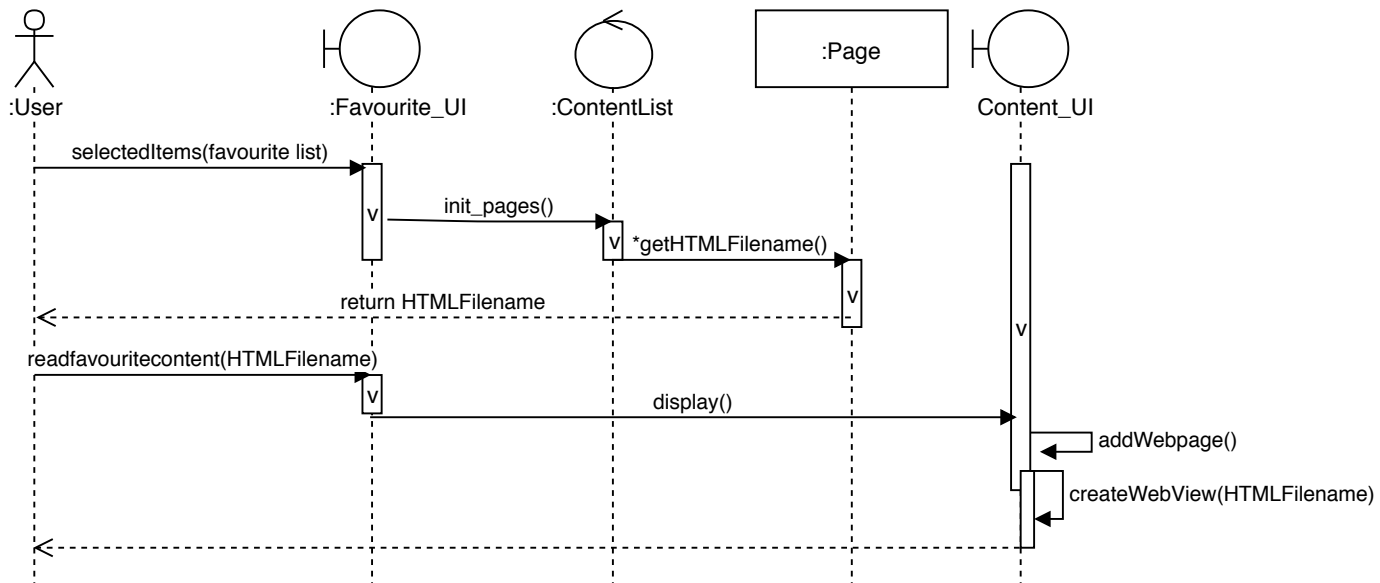 :User
:Favourite_UI
:ContentList
:Page
Content_UI
selectedItems(favourite list)
v
init_pages()
v
*getHTMLFilename()
v
return HTMLFilename
v
readfavouritecontent(HTMLFilename)
v
display()
addWebpage()
createWebView(HTMLFilename)